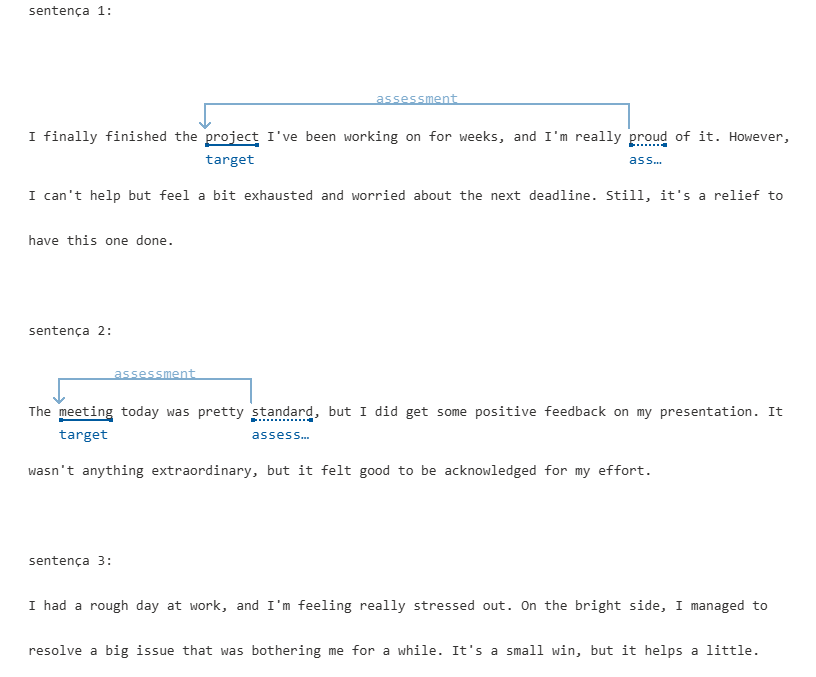 sentença 1:
assessment
I finally finished the project I've been working on for weeks, and I'm really proud of it. However,
target ass…
I can't help but feel a bit exhausted and worried about the next deadline. Still, it's a relief to
have this one done.
sentença 2:
assessment
The meeting today was pretty standard, but I did get some positive feedback on my presentation. It
target assess…
wasn't anything extraordinary, but it felt good to be acknowledged for my effort.
sentença 3:
I had a rough day at work, and I'm feeling really stressed out. On the bright side, I managed to
resolve a big issue that was bothering me for a while. It's a small win, but it helps a little.